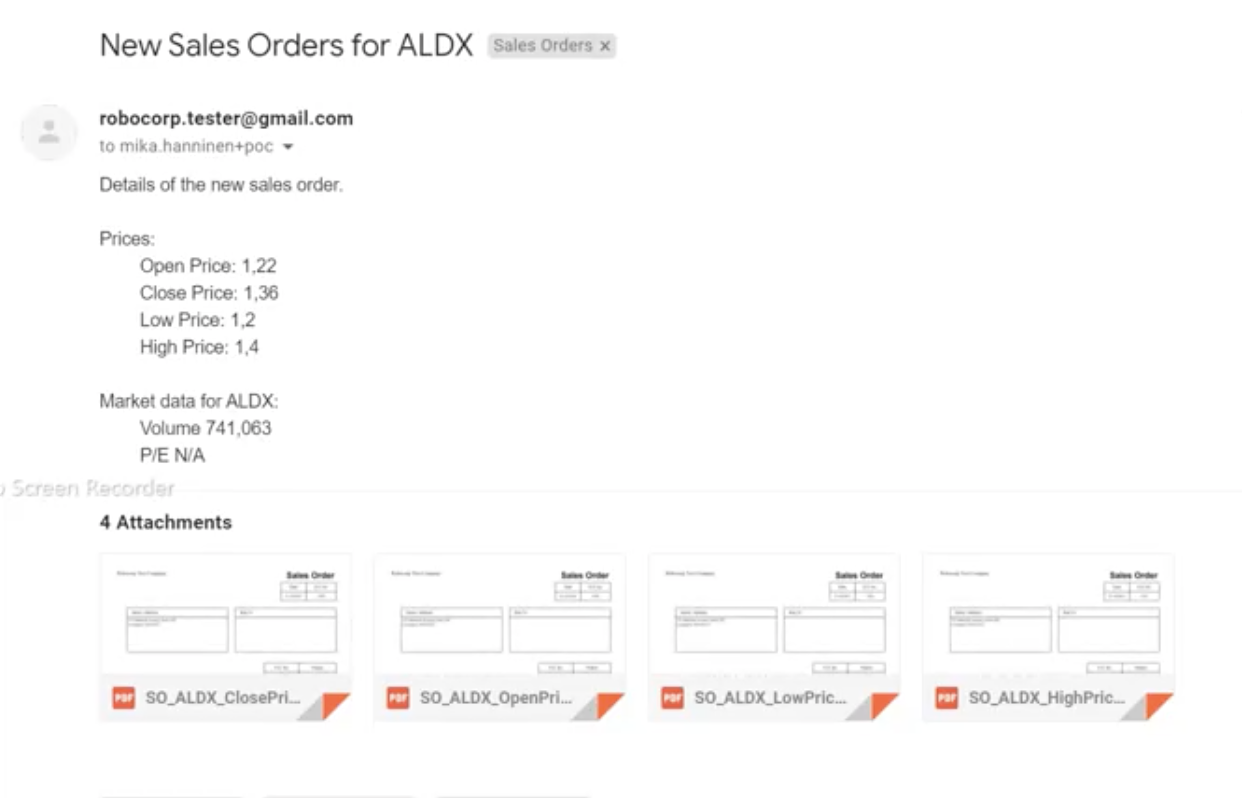 New Sales Orders for ALDX Sales Orders ×
robocorp.tester@gmail.com
to mika.hanninen+poc
Details of the new sales order.
Prices:
Open Price: 1,22
Close Price: 1,36
Low Price: 1,2
High Price: 1,4
Market data for ALDX:
Volume 741,063
P/E N/A
Screen Recorder
4 Attachments
Sales Order Sales Order Sales Order Sales Order
PDF SO_ALDX_ClosePri... PDF SO_ALDX_OpenPri... PDF SO_ALDX_LowPric... PDF SO_ALDX_HighPric...